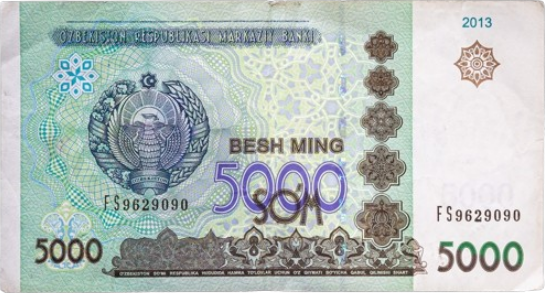 O'ZBEKISTON RESPUBLIKASI MARKAZIY BANKI
2013
BESH MING
5000
SO'M
FS9629090
FS9629090
5000
5000